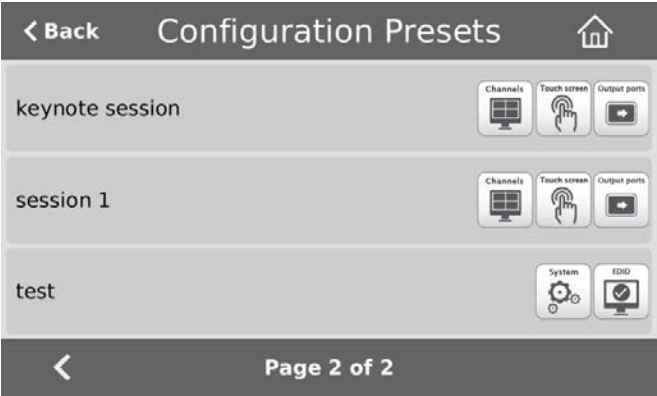 Back Configuration Presets
keynote session
Channels Touch screen Output ports
session 1
Channels Touch screen Output ports
test
System EDID
Page 2 of 2